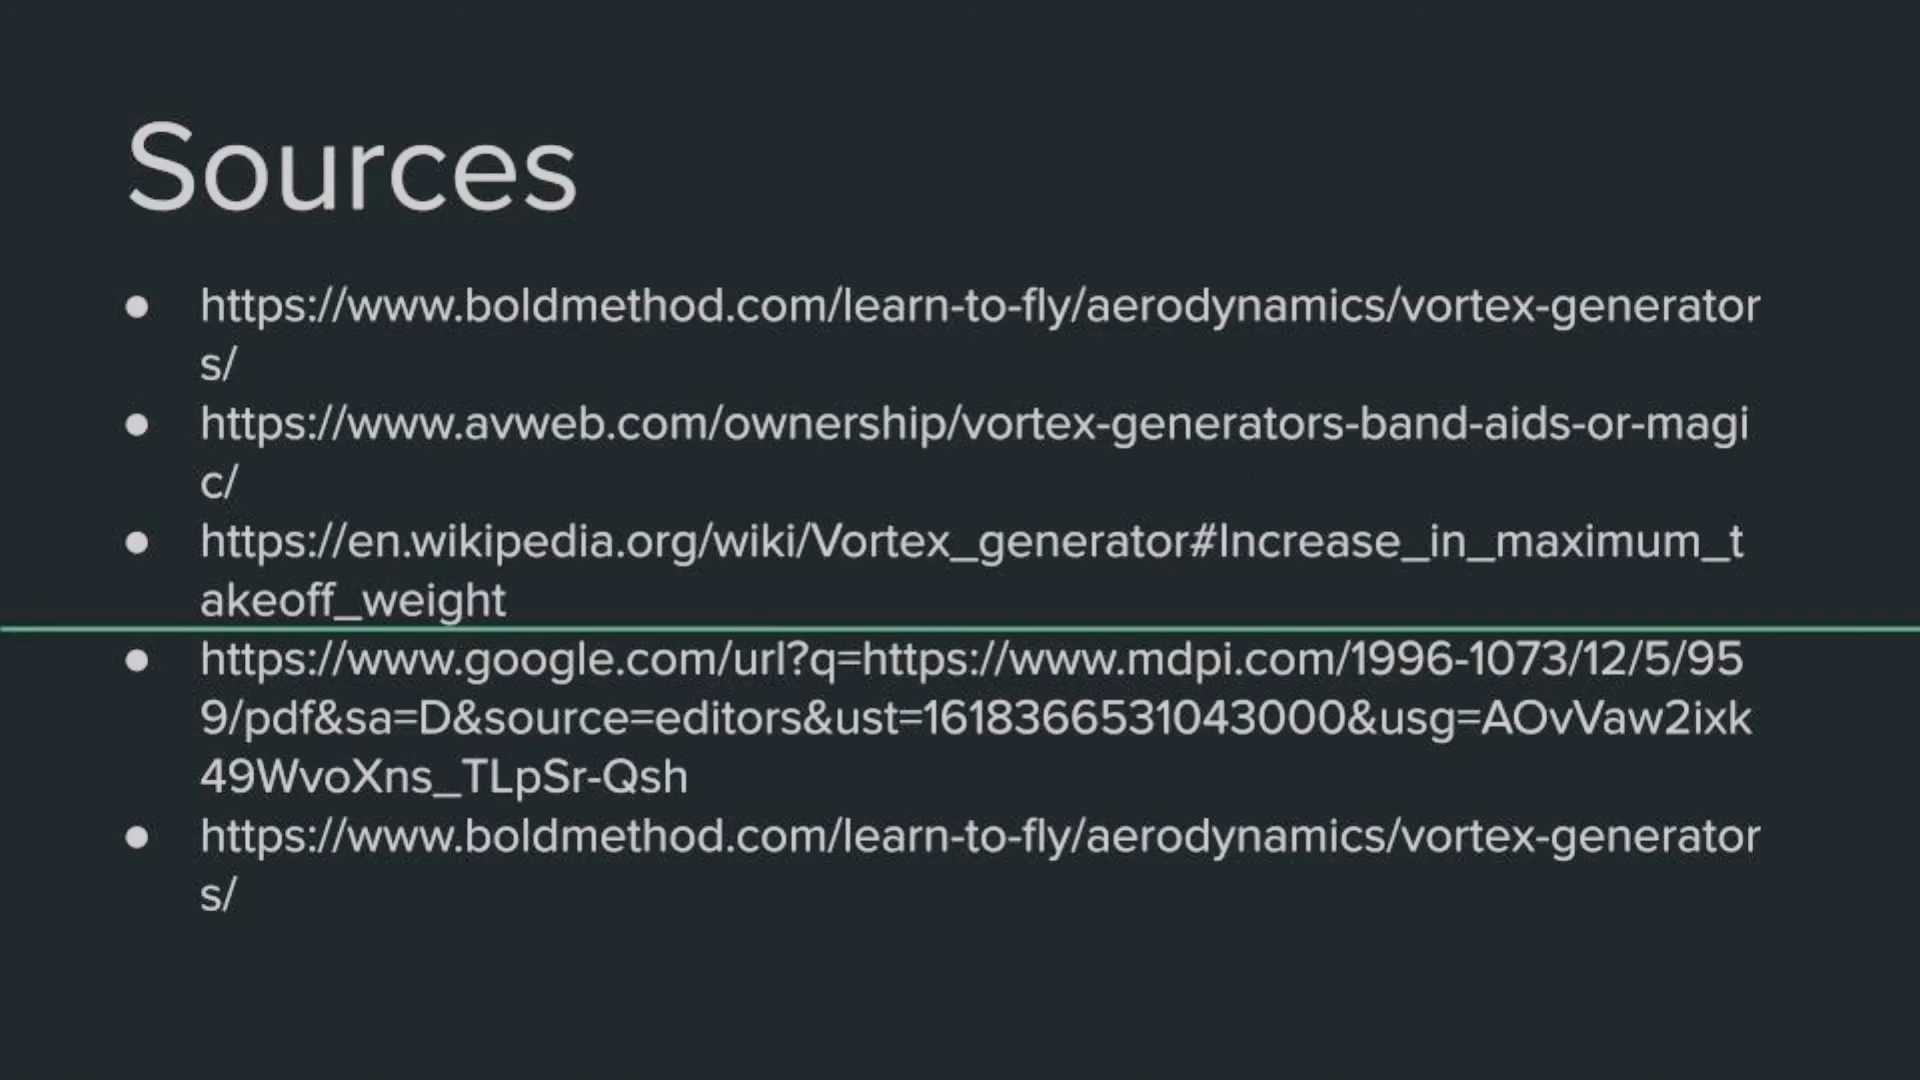 Sources
● https://www.boldmethod.com/learn-to-fly/aerodynamics/vortex-generator
s/
● https://www.avweb.com/ownership/vortex-generators-band-aids-or-magi
c/
● https://en.wikipedia.org/wiki/Vortex_generator#Increase_in_maximum_t
akeoff_weight
● https://www.google.com/url?q=https://www.mdpi.com/1996-1073/12/5/95
9/pdf&sa=D&source=editors&ust=1618366531043000&usg=AOvVaw2ixk
49WvoXns_TLpSr-Qsh
● https://www.boldmethod.com/learn-to-fly/aerodynamics/vortex-generator
s/